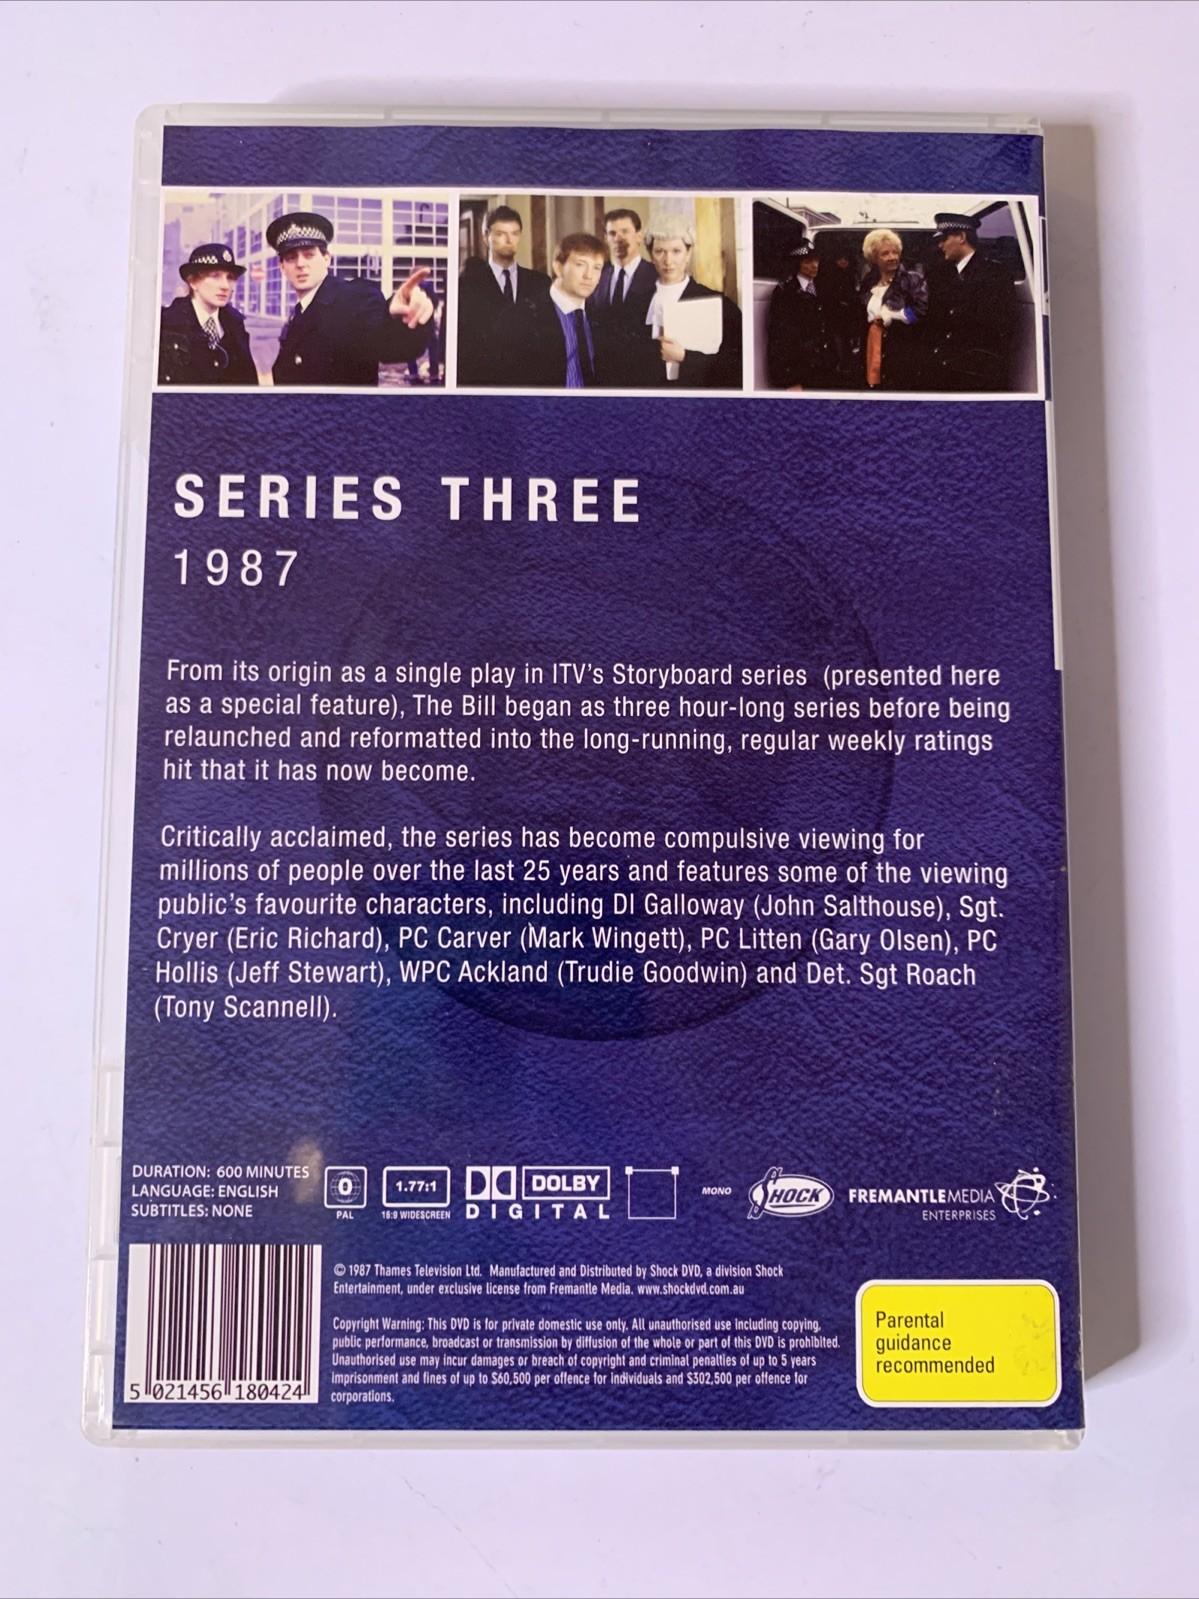 SERIES THREE
1987
From its origin as a single play in ITV's Storyboard series (presented here
as a special feature), The Bill began as three hour-long series before being
relaunched and reformatted into the long-running, regular weekly ratings
hit that it has now become.
Critically acclaimed, the series has become compulsive viewing for
millions of people over the last 25 years and features some of the viewing
public's favourite characters, including DI Galloway (John Salthouse), Sgt.
Cryer (Eric Richard), PC Carver (Mark Wingett), PC Litten (Gary Olsen), PC
Hollis (Jeff Stewart), WPC Ackland (Trudie Goodwin) and Det. Sgt Roach
(Tony Scannell).
DURATION: 600 MINUTES
LANGUAGE: ENGLISH
SUBTITLES: NONE
0
PAL
1.77:1
16:9 WIDESCREEN
DOLBY
DIGITAL
MONO
SHOCK
FREMANTLEMEDIA
ENTERPRISES
© 1987 Thames Television Ltd. Manufactured and Distributed by Shock DVD, a division Shock
Entertainment, under exclusive license from Fremantle Media. www.shockdvd.com.au
Copyright Warning: This DVD is for private domestic use only. All unauthorised use including copying,
public performance, broadcast or transmission by diffusion of the whole or part of this DVD is prohibited.
Unauthorised use may incur damages or breach of copyright and criminal penalties of up to 5 years
imprisonment and fines of up to $60,500 per offence for individuals and $302,500 per offence for
corporations.
5 021456 180424
Parental
guidance
recommended